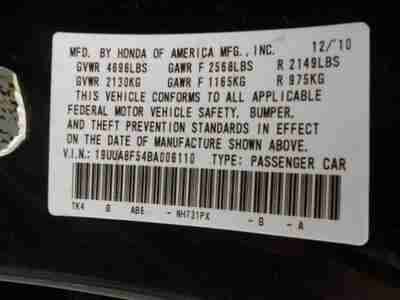 MFD. BY HONDA OF AMERICA MFG., INC. 12/10
GVWR 4696LBS GAWR F 2568LBS R 2149LBS
GVWR 2130KG GAWR F 1165KG R 975KG
THIS VEHICLE CONFORMS TO ALL APPLICABLE
FEDERAL MOTOR VEHICLE SAFETY, BUMPER,
AND THEFT PREVENTION STANDARDS IN EFFECT
ON THE DATE OF MANUFACTURE SHOWN ABOVE.
V.I.N.: 19UUA8F54BA006110 TYPE: PASSENGER CAR
TK4 G ABE - NH731PX - B - A